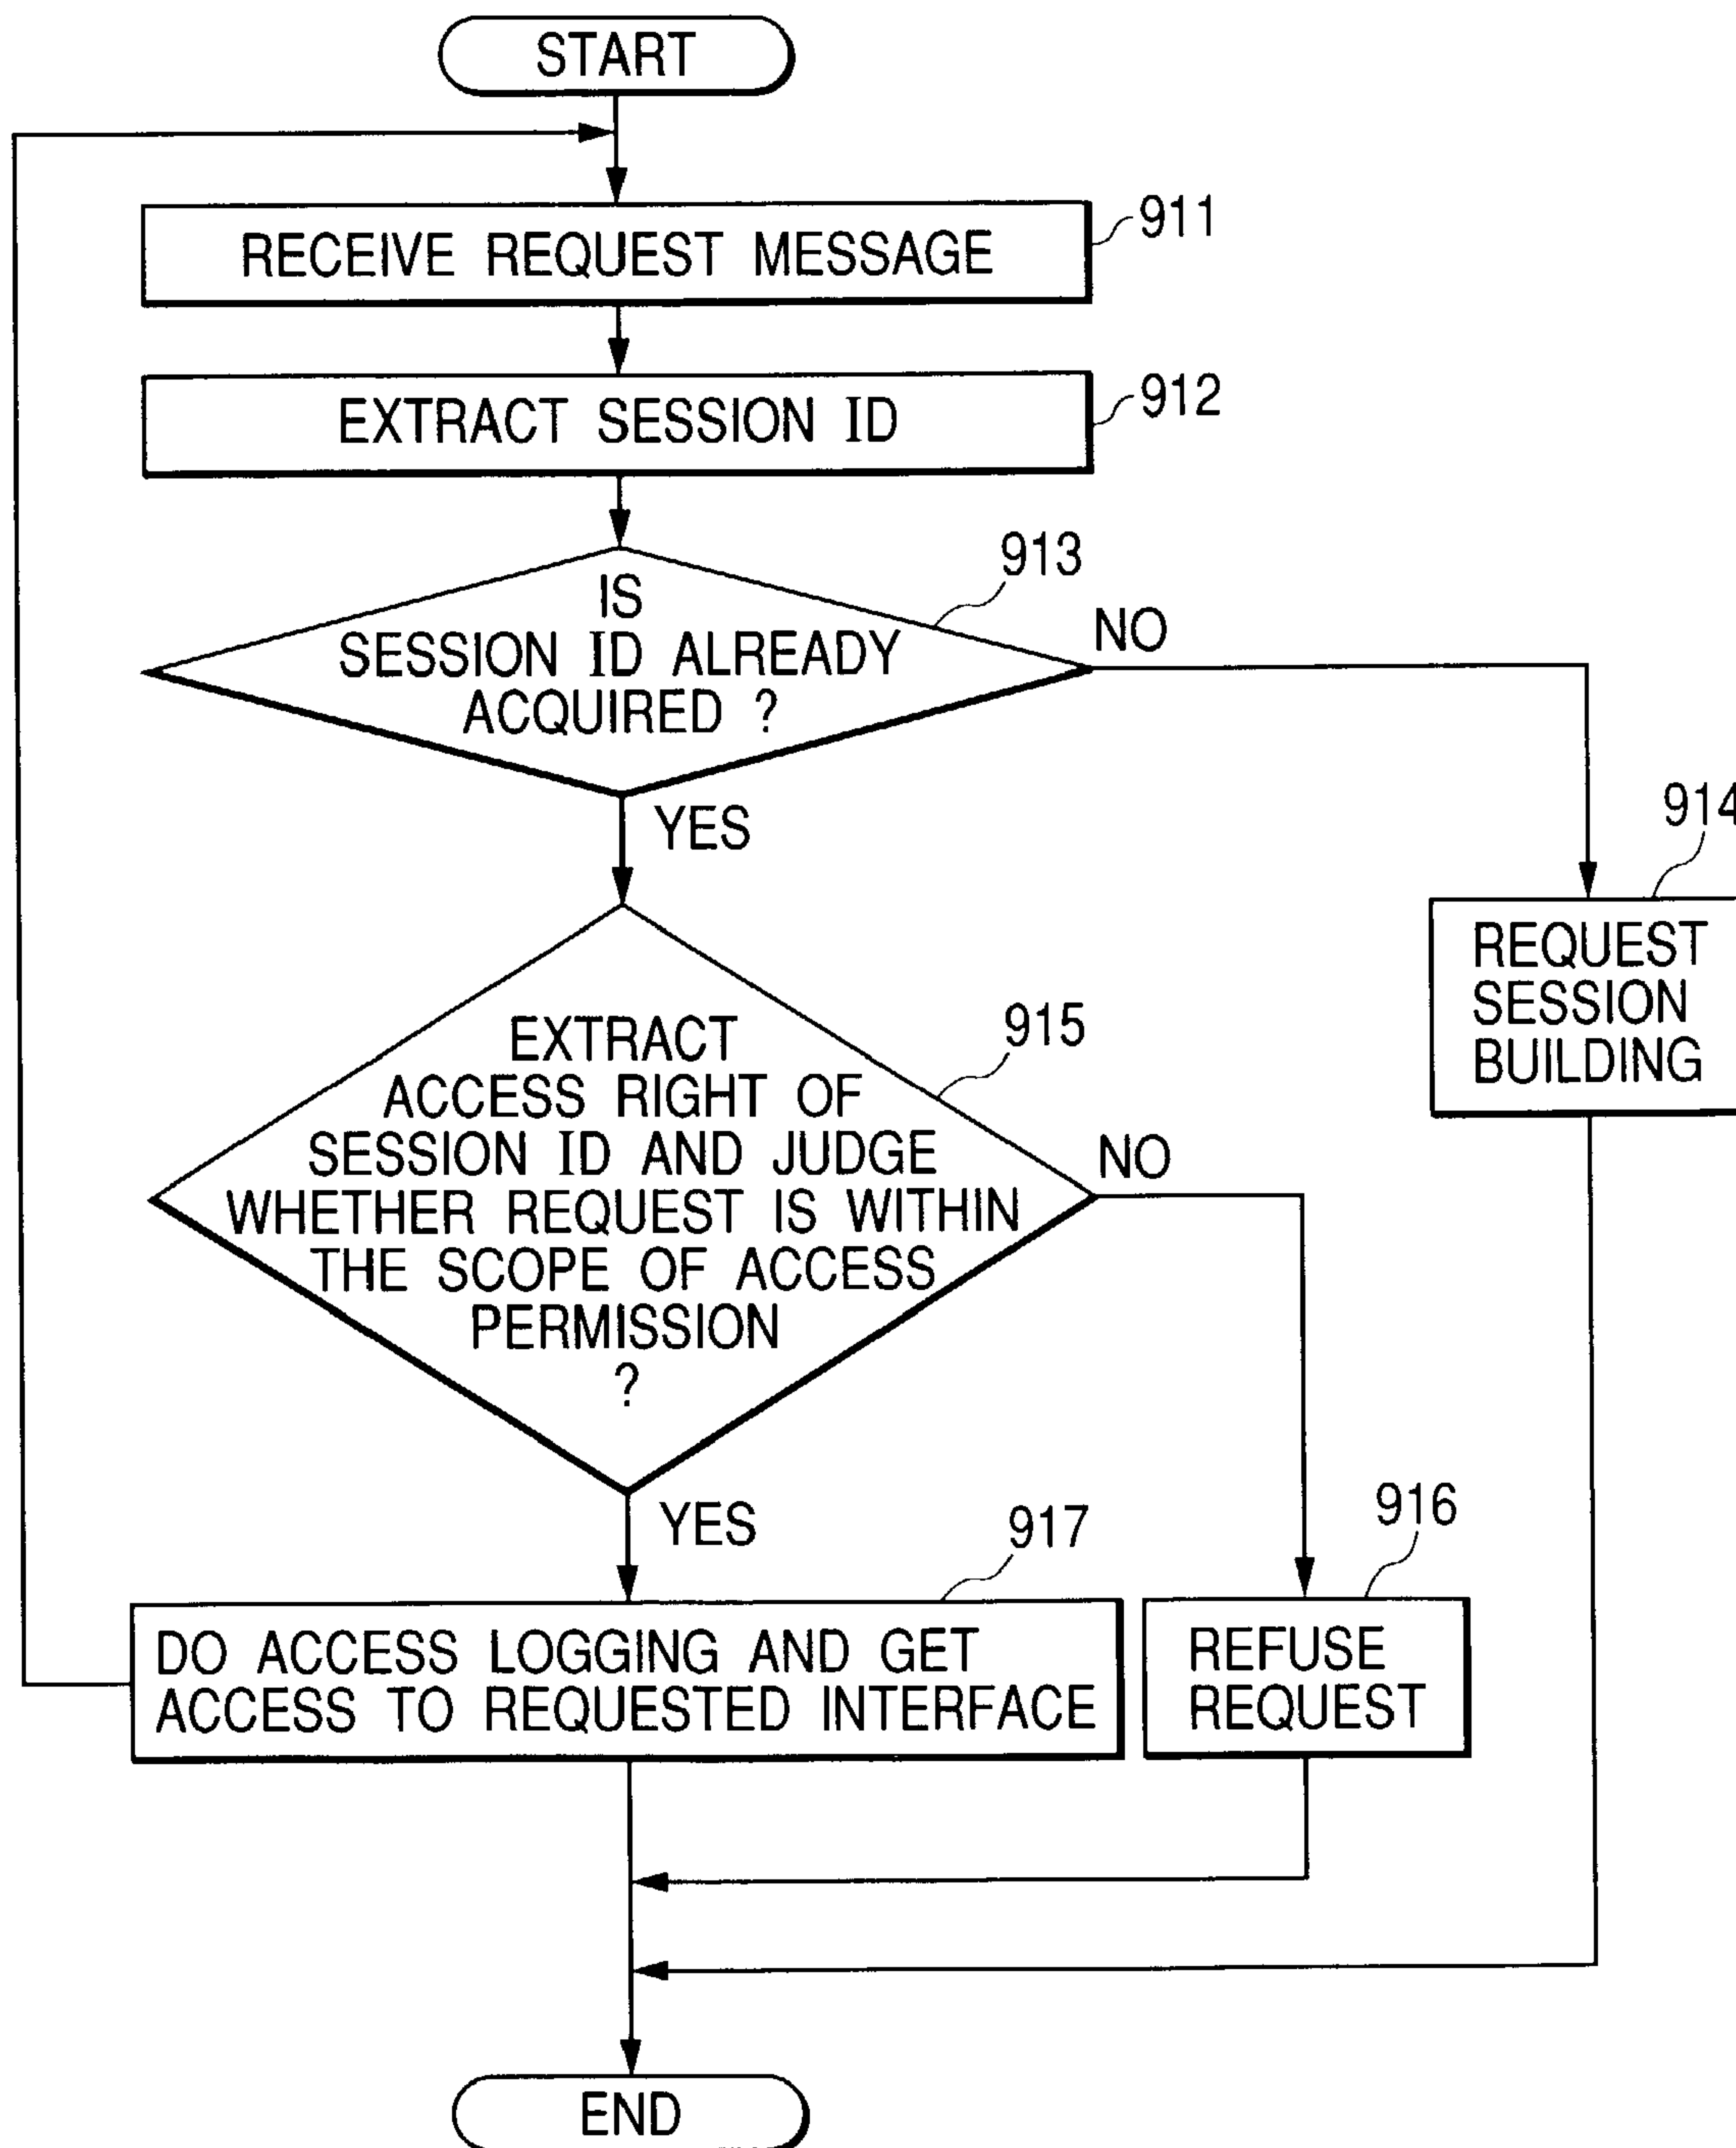 START
RECEIVE REQUEST MESSAGE
911
EXTRACT SESSION ID
912
913
IS
SESSION ID ALREADY
ACQUIRED ?
NO
YES
914
REQUEST
SESSION
BUILDING
915
EXTRACT
ACCESS RIGHT OF
SESSION ID AND JUDGE
WHETHER REQUEST IS WITHIN
THE SCOPE OF ACCESS
PERMISSION
?
NO
YES
917
916
DO ACCESS LOGGING AND GET
ACCESS TO REQUESTED INTERFACE
REFUSE
REQUEST
END